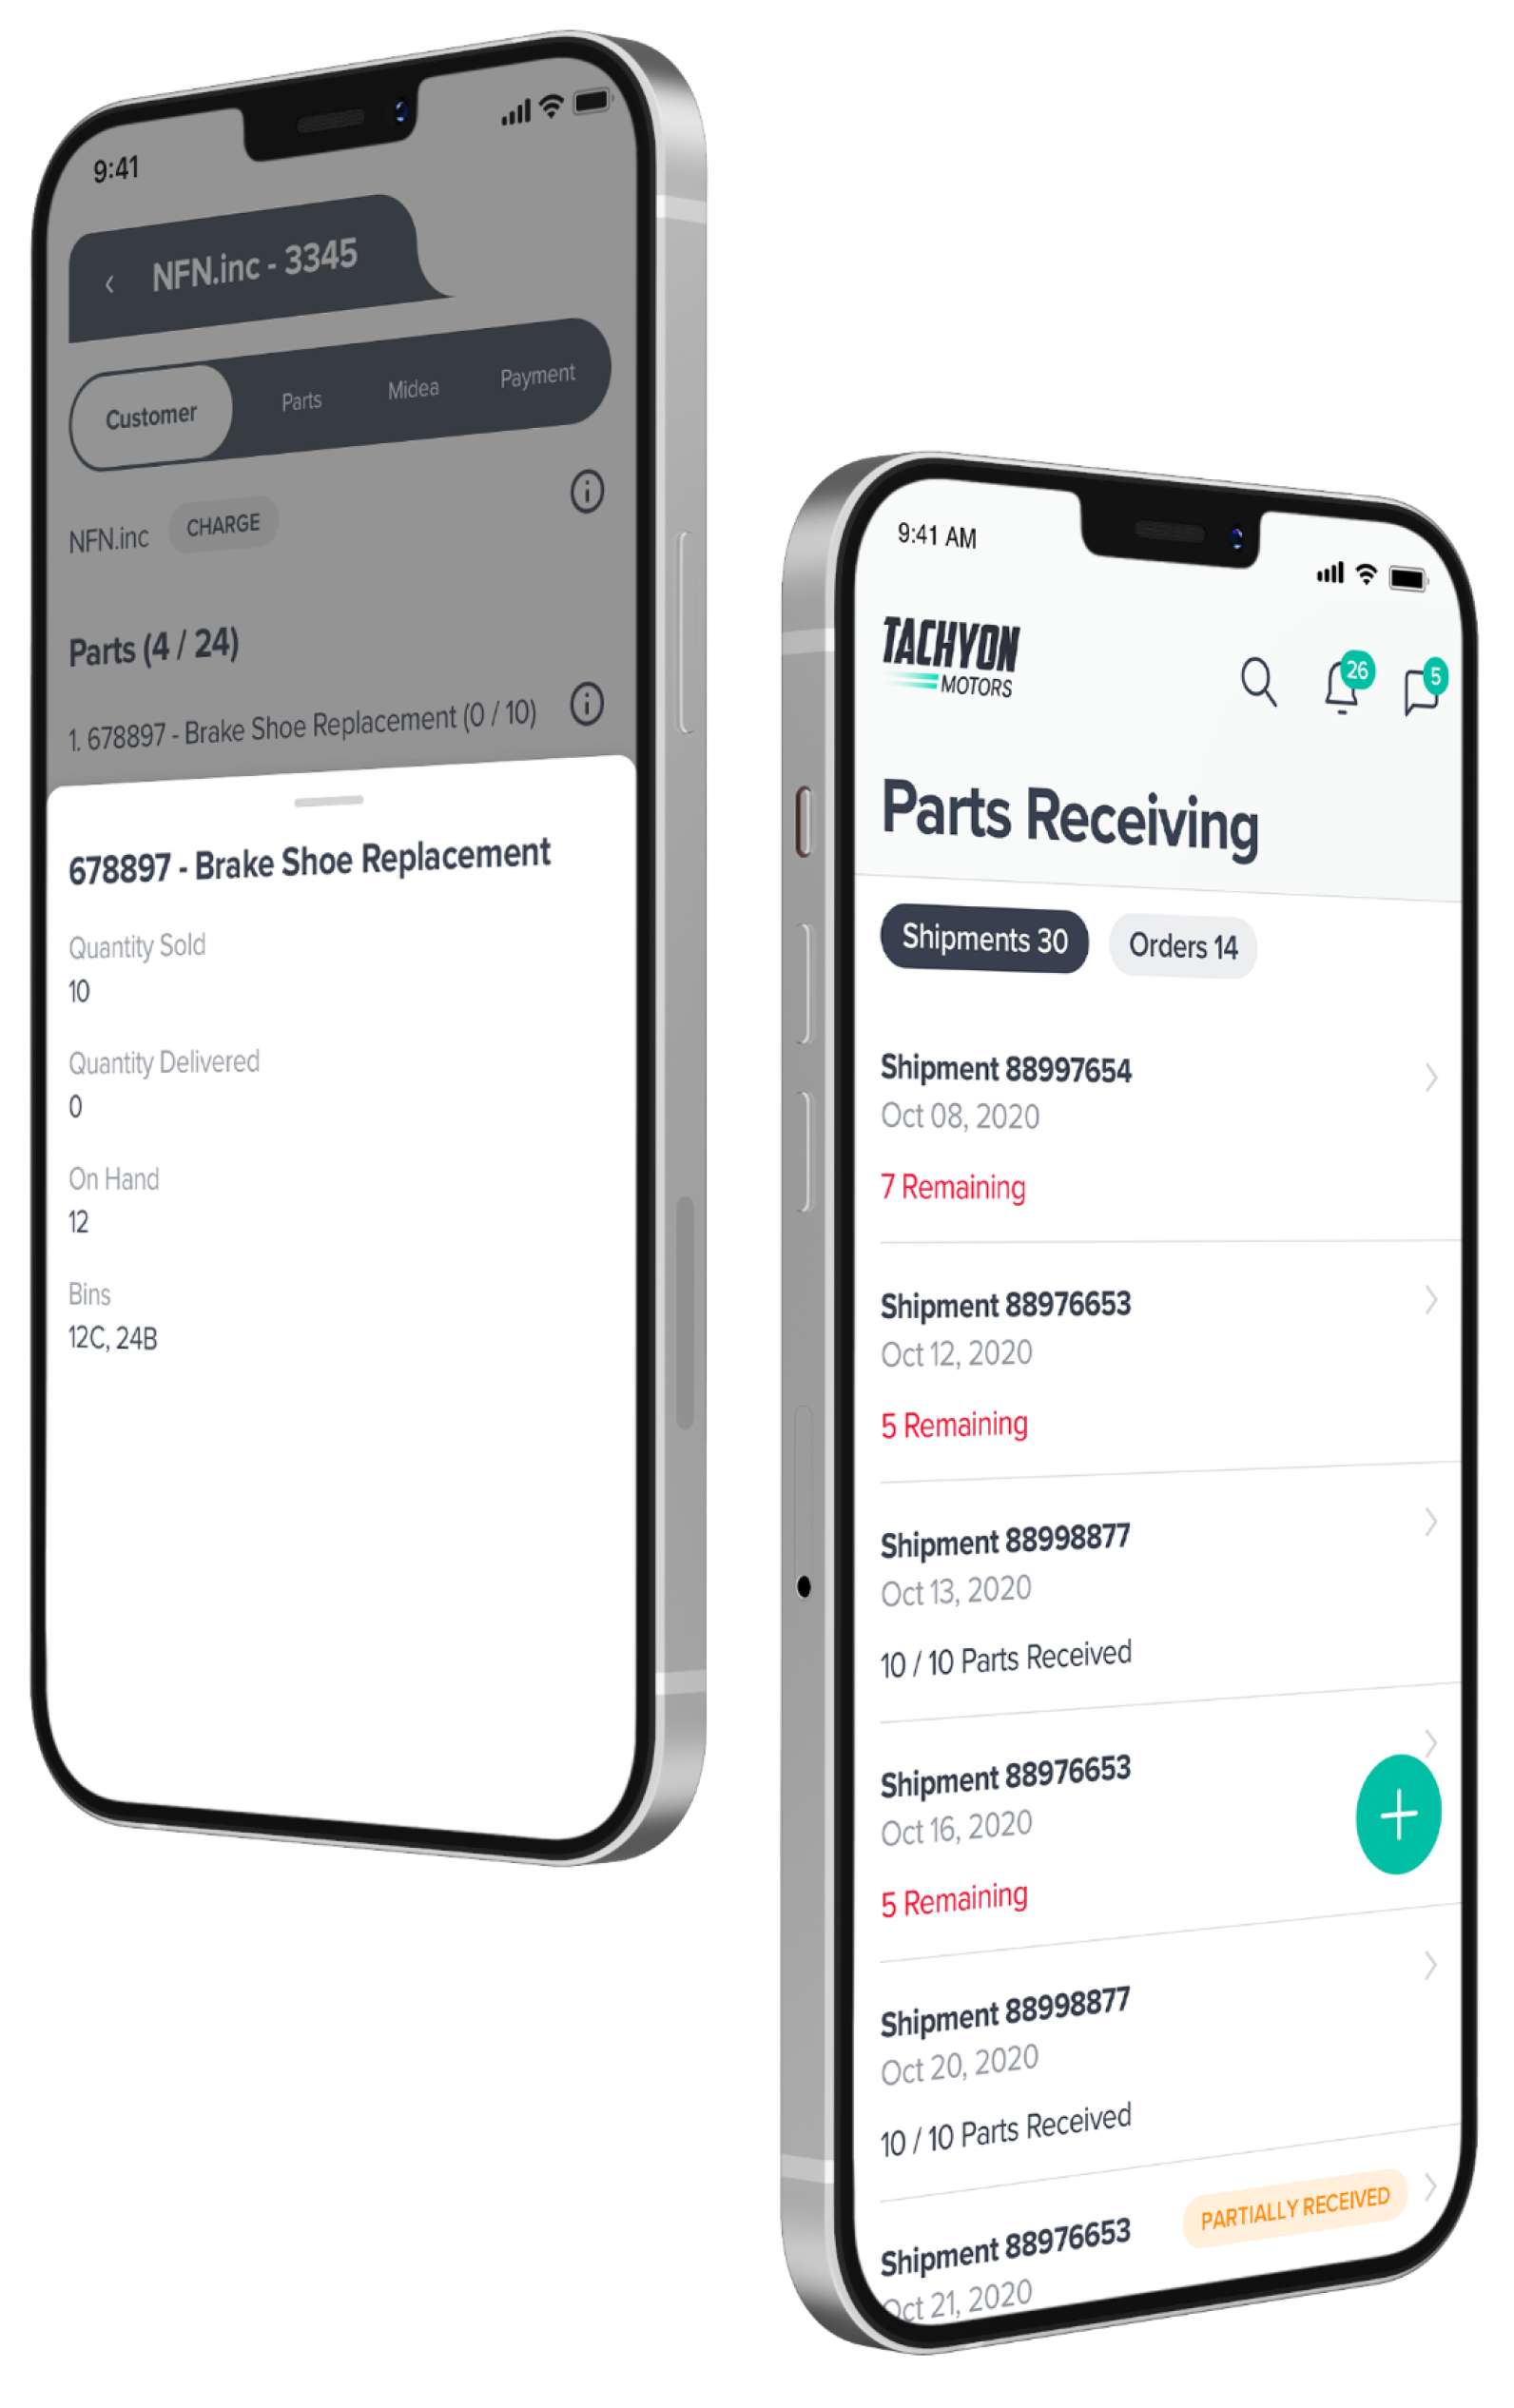 9:41
NFN.inc - 3345
Customer
Parts
Midea
Payment
NFN.inc
CHARGE
Parts (4 / 24)
1. 678897 - Brake Shoe Replacement (0 / 10)
678897 - Brake Shoe Replacement
Quantity Sold
10
Quantity Delivered
0
On Hand
12
Bins
12C, 24B
9:41 AM
TACHYON
MOTORS
26
5
Parts Receiving
Shipments 30
Orders 14
Shipment 88997654
Oct 08, 2020
7 Remaining
Shipment 88976653
Oct 12, 2020
5 Remaining
Shipment 88998877
Oct 13, 2020
10 / 10 Parts Received
Shipment 88976653
Oct 16, 2020
5 Remaining
Shipment 88998877
Oct 20, 2020
10 / 10 Parts Received
Shipment 88976653
PARTIALLY RECEIVED
Oct 21, 2020